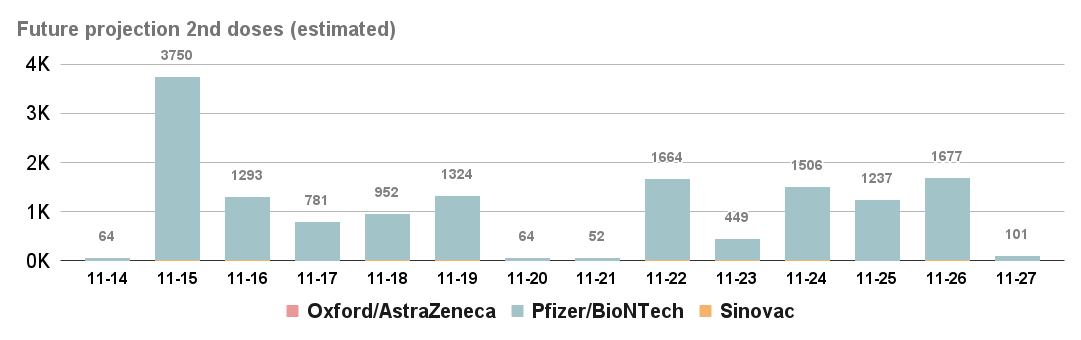 Future projection 2nd doses (estimated)
4K
3K
2K
1K
0K
64
3750
1293
781
952
1324
64
52
1664
449
1506
1237
1677
101
11-14 11-15 11-16 11-17 11-18 11-19 11-20 11-21 11-22 11-23 11-24 11-25 11-26 11-27
Oxford/AstraZeneca Pfizer/BioNTech Sinovac